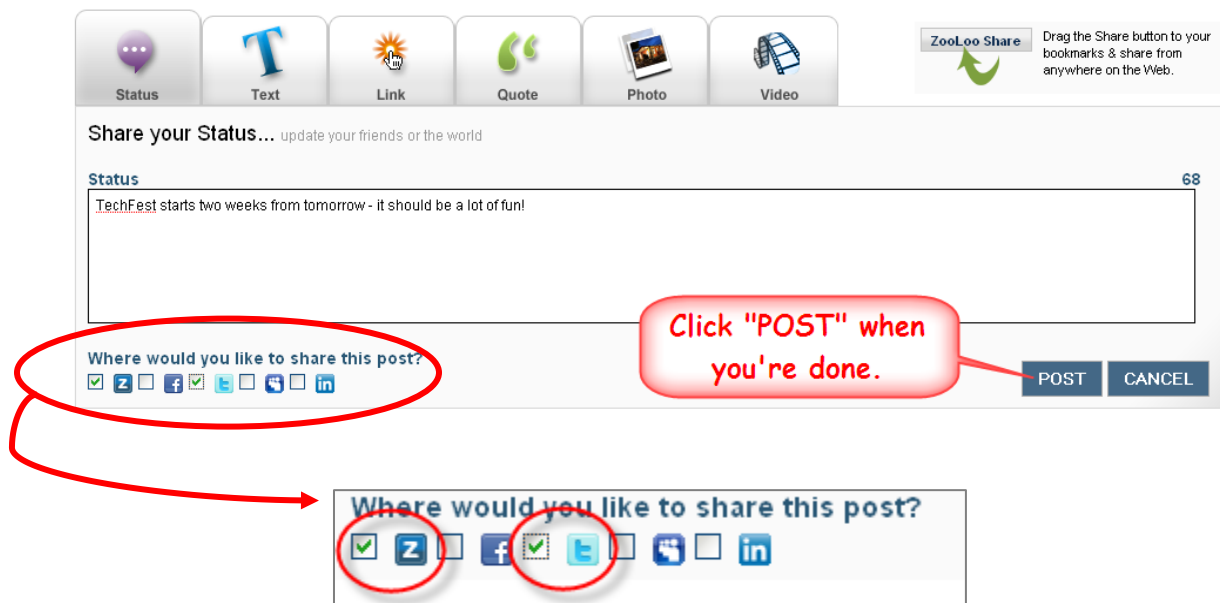 Status Text Link Quote Photo Video
ZooLoo Share
Drag the Share button to your
bookmarks & share from
anywhere on the Web.
Share your Status... update your friends or the world
Status 68
TechFest starts two weeks from tomorrow - it should be a lot of fun!
Click "POST" when
you're done.
Where would you like to share this post?
POST CANCEL
Where would you like to share this post?